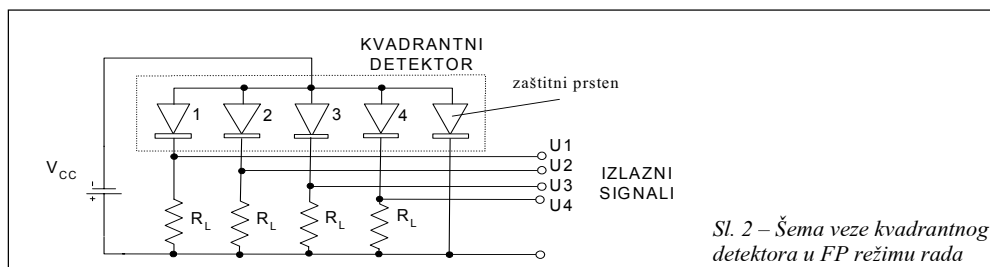 KVADRANTNI
DETEKTOR
zaštitni prsten
1
2
3
4
U1
U2
U3
U4
IZLAZNI
SIGNALI
V_CC
-
+
R_L
R_L
R_L
R_L
Sl. 2 – Šema veze kvadrantnog
detektora u FP režimu rada